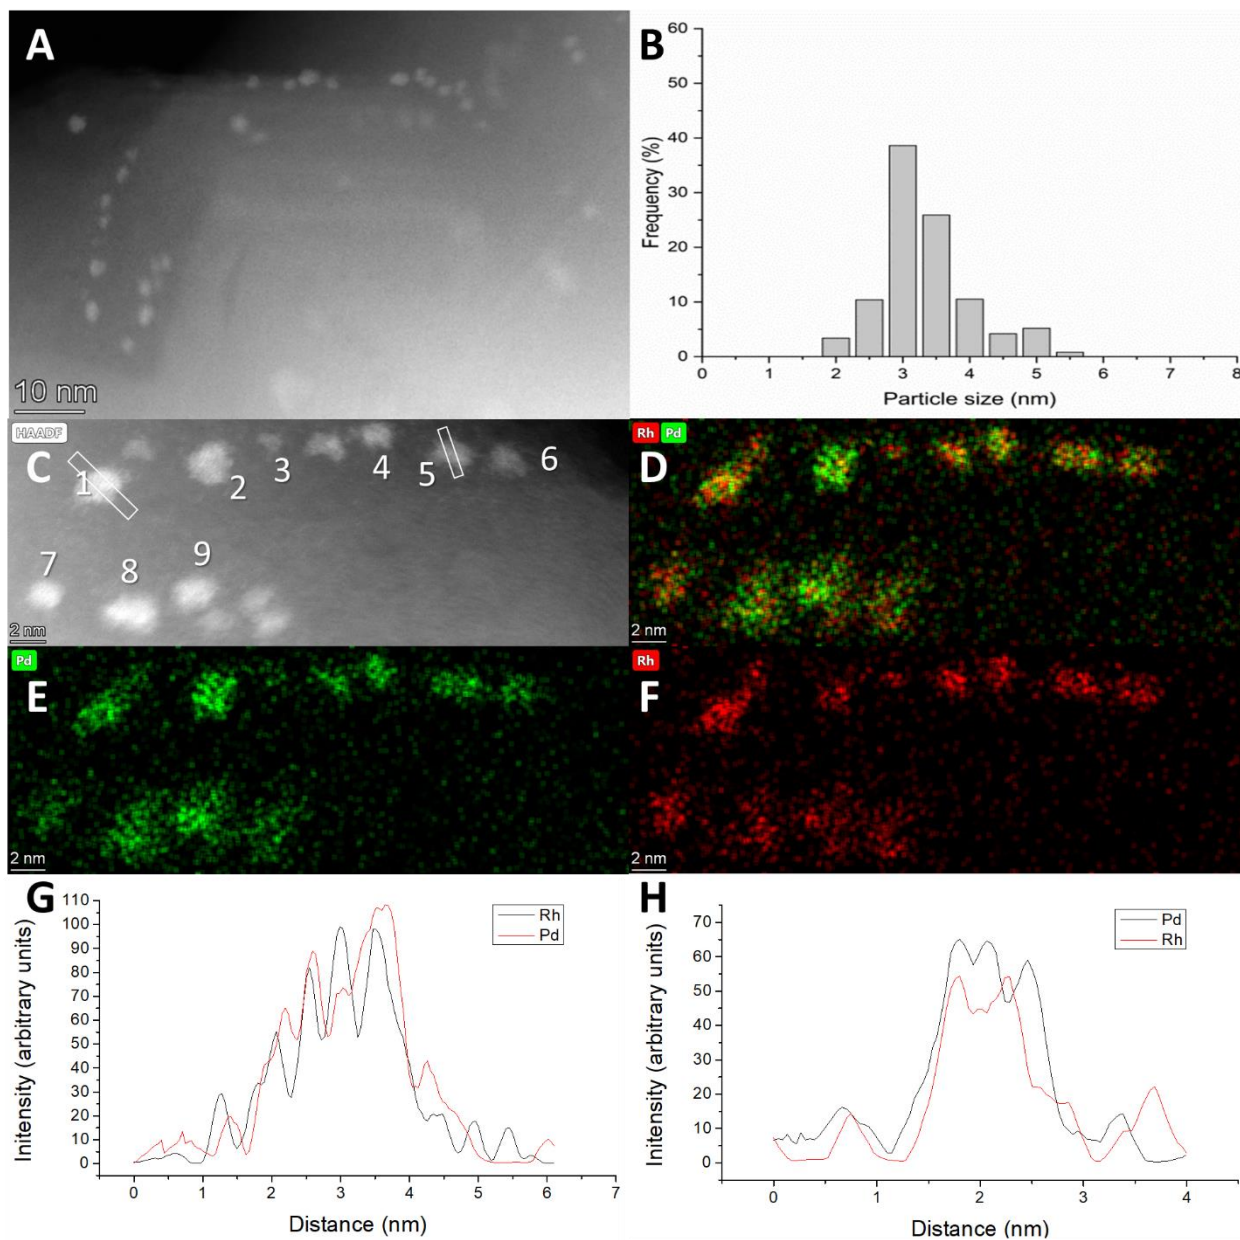 A
10 nm
B
60
50
40
30
20
10
0
Frequency (%)
0 1 2 3 4 5 6 7 8
Particle size (nm)
HAADF
C
1
2
3
4
5
6
7
8
9
2 nm
Rh Pd
D
2 nm
Pd
E
2 nm
Rh
F
2 nm
G
110
100
90
80
70
60
50
40
30
20
10
0
Initensity (arbitrary units)
Rh
Pd
0 1 2 3 4 5 6 7
Distance (nm)
H
70
60
50
40
30
20
10
0
Initensity (arbitrary units)
Pd
Rh
0 1 2 3 4
Distance (nm)